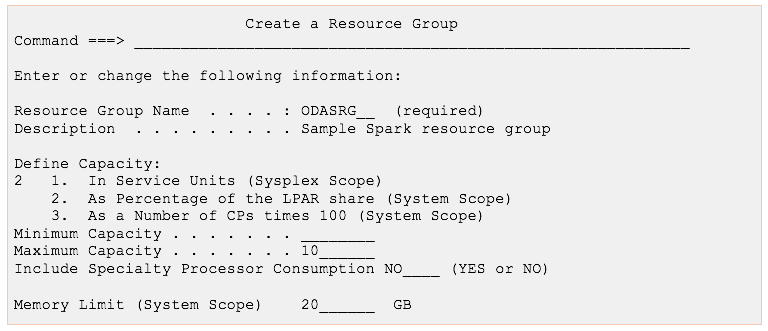 Create a Resource Group
Command ===> ____________________________________________________________
Enter or change the following information:
Resource Group Name . . . . : ODASRG__ (required)
Description . . . . . . . . . Sample Spark resource group
Define Capacity:
2 1. In Service Units (Sysplex Scope)
2. As Percentage of the LPAR share (System Scope)
3. As a Number of CPs times 100 (System Scope)
Minimum Capacity . . . . . . . ________
Maximum Capacity . . . . . . . 10______
Include Specialty Processor Consumption NO____ (YES or NO)
Memory Limit (System Scope) 20______ GB